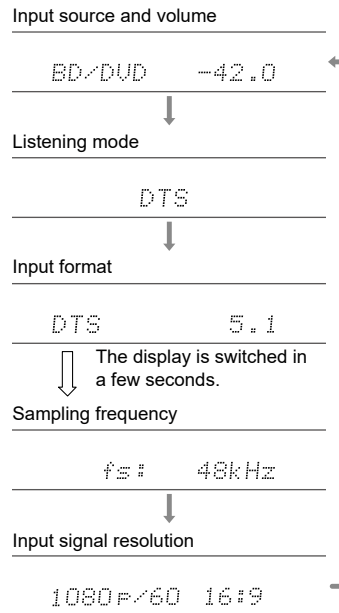 Input source and volume
BD/DVD -42.0
Listening mode
DTS
Input format
DTS 5.1
The display is switched in
a few seconds.
Sampling frequency
fs: 48kHz
Input signal resolution
1080p/60 16:9